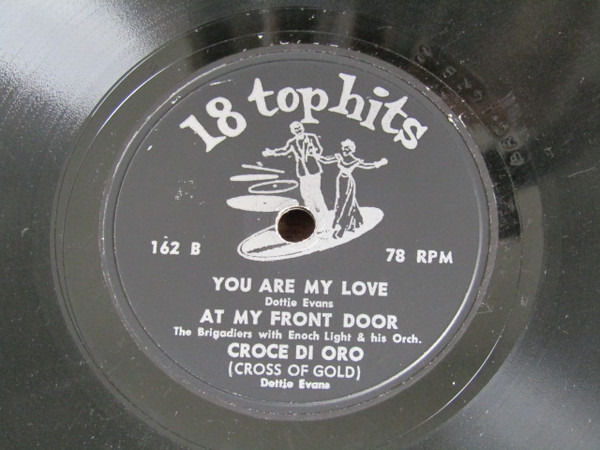 18 top hits
162 B
78 RPM
YOU ARE MY LOVE
Dottie Evans
AT MY FRONT DOOR
The Brigadiers with Enoch Light & his Orch.
CROCE DI ORO
(CROSS OF GOLD)
Dottie Evans